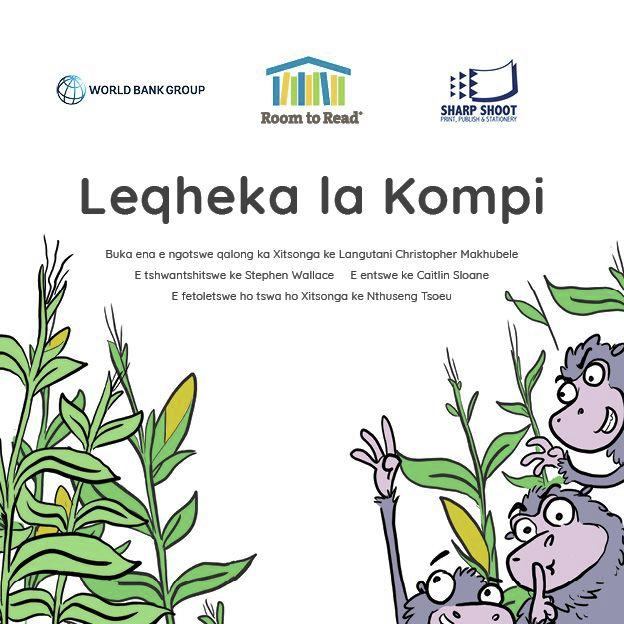 WORLD BANK GROUP
Room to Read®
SHARP SHOOT
PRINT, PUBLISH & STATIONERY
Leqheka la Kompi
Buka ena e ngotswe qalong ka Xitsonga ke Langutani Christopher Makhubele
E tshwantshitswe ke Stephen Wallace E entswe ke Caitlin Sloane
E fetoletswe ho tswa ho Xitsonga ke Nthuseng Tsoeu